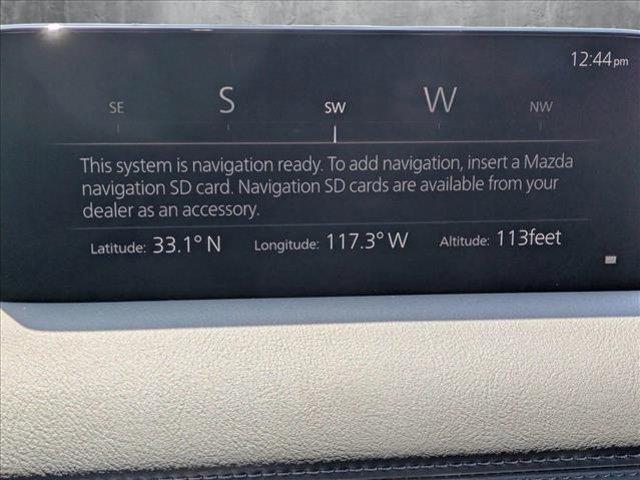 12:44pm
SE S SW W NW
This system is navigation ready. To add navigation, insert a Mazda
navigation SD card. Navigation SD cards are available from your
dealer as an accessory.
Latitude: 33.1° N Longitude: 117.3° W Altitude: 113feet